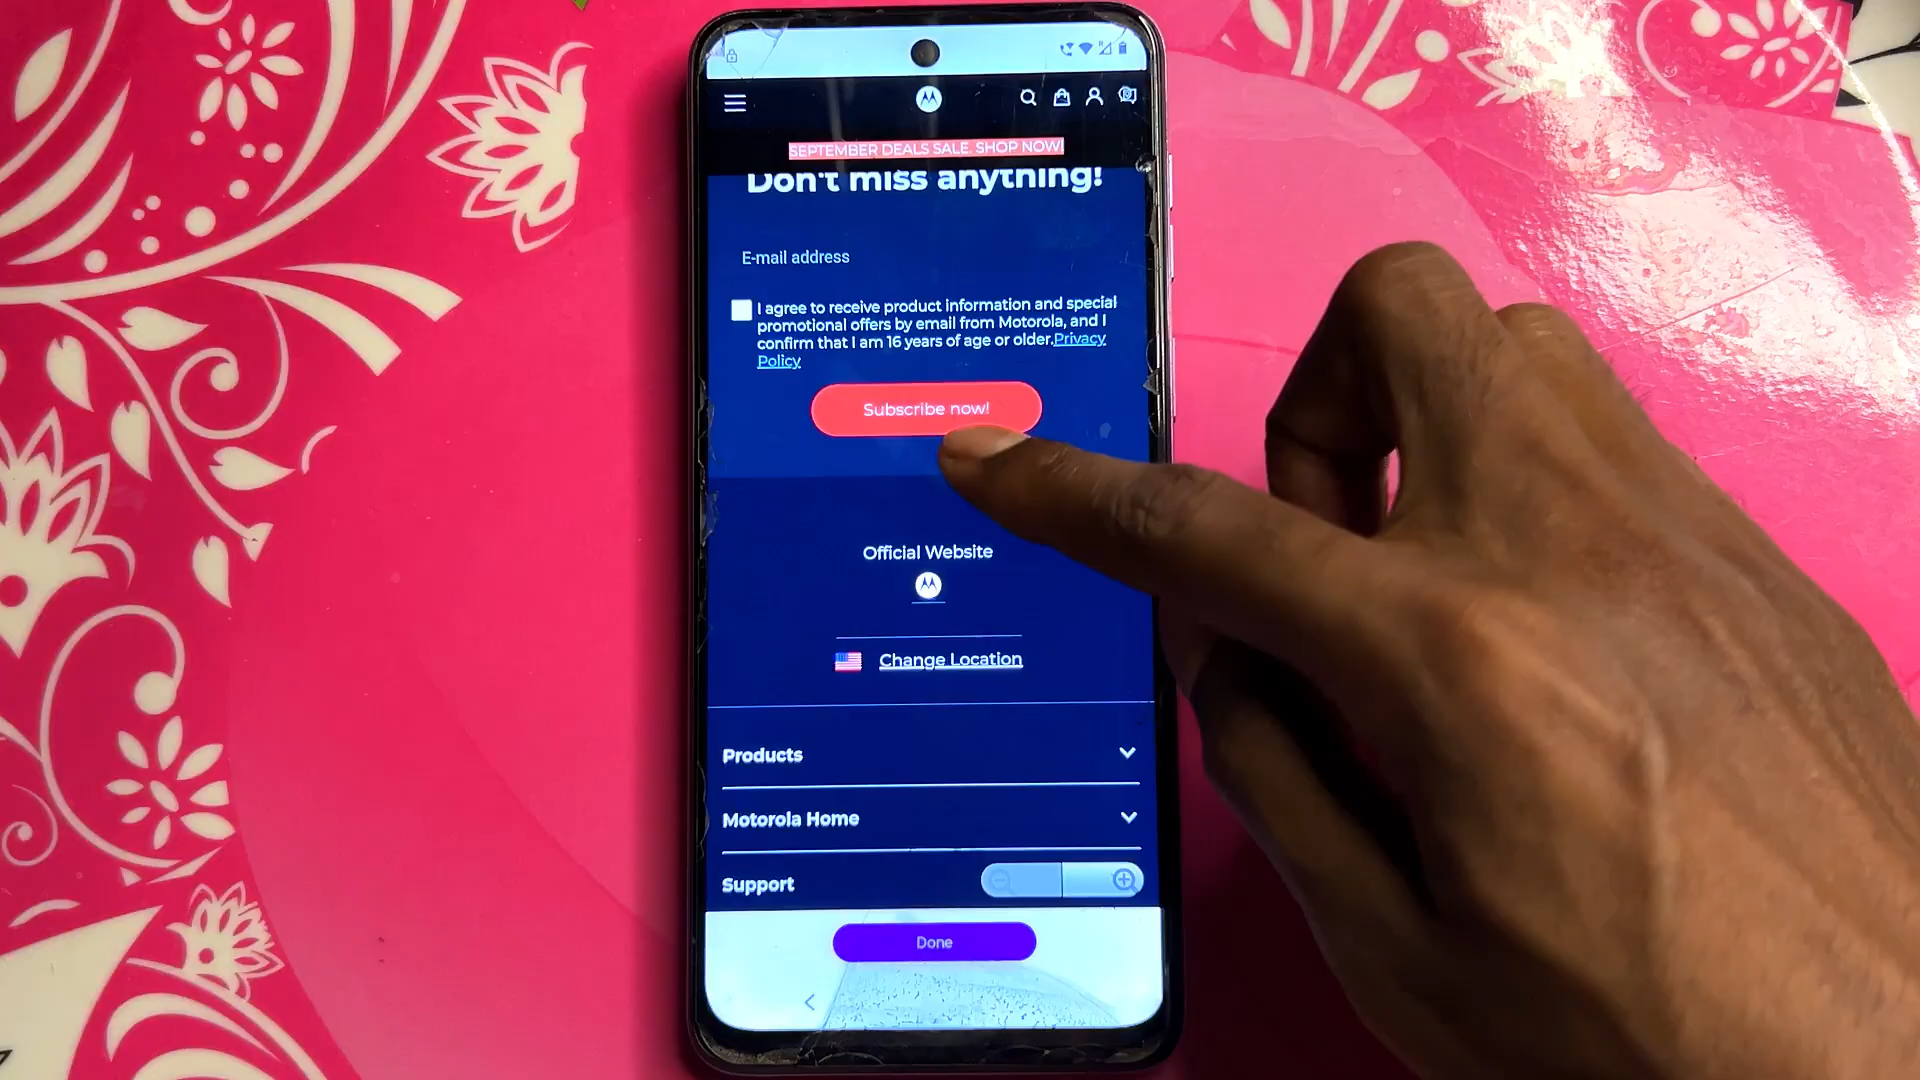 SEPTEMBER DEALS SALE. SHOP NOW!
Don't miss anything!
E-mail address
I agree to receive product information and special
promotional offers by email from Motorola, and I
confirm that I am 16 years of age or older.Privacy
Policy
Subscribe now!
Official Website
Change Location
Products
Motorola Home
Support
Done